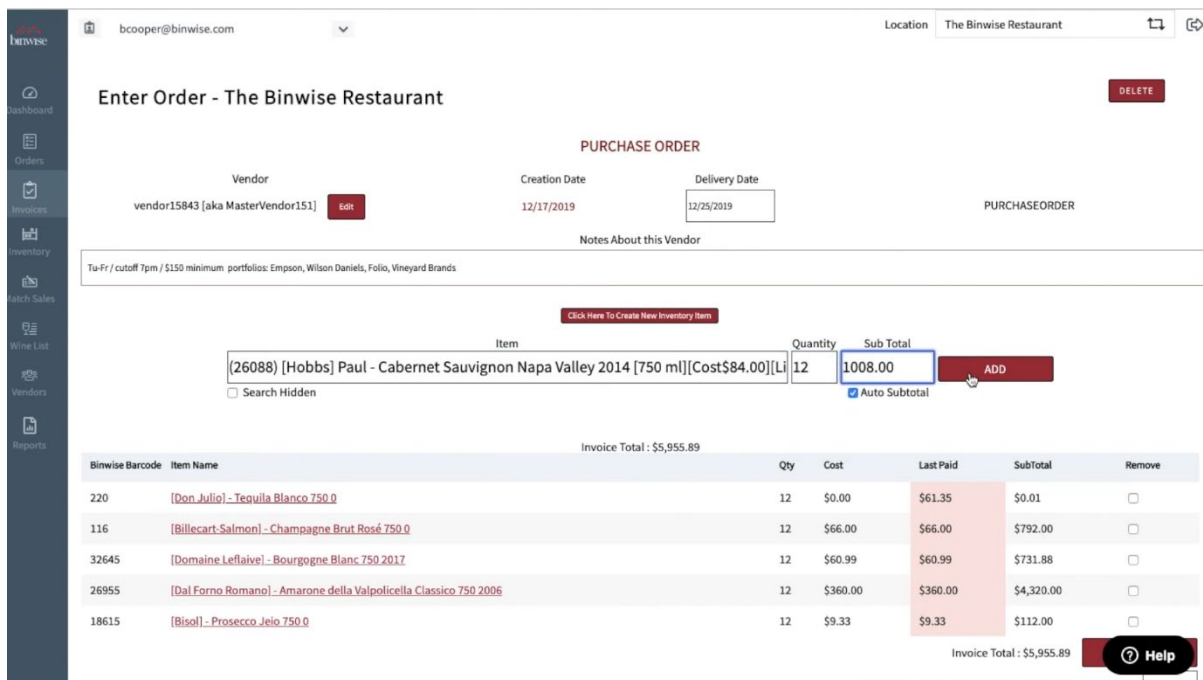 binwise
bcooper@binwise.com
Location The Binwise Restaurant
Dashboard
Orders
Invoices
Inventory
Match Sales
Wine List
Vendors
Reports
Enter Order - The Binwise Restaurant
DELETE
PURCHASE ORDER
Vendor Creation Date Delivery Date
vendor15843 [aka MasterVendor151] Edit 12/17/2019 12/25/2019 PURCHASEORDER
Notes About this Vendor
Tu-Fr / cutoff 7pm / $150 minimum portfolios: Empson, Wilson Daniels, Folio, Vineyard Brands
Click Here To Create New Inventory Item
Item Quantity Sub Total
(26088) [Hobbs] Paul - Cabernet Sauvignon Napa Valley 2014 [750 ml][Cost$84.00][Li 12 1008.00 ADD
Search Hidden Auto Subtotal
Invoice Total : $5,955.89
Binwise Barcode Item Name Qty Cost Last Paid SubTotal Remove
220 [Don Julio] - Tequila Blanco 750 0 12 $0.00 $61.35 $0.01
116 [Billecart-Salmon] - Champagne Brut Rosé 750 0 12 $66.00 $66.00 $792.00
32645 [Domaine Leflaive] - Bourgogne Blanc 750 2017 12 $60.99 $60.99 $731.88
26955 [Dal Forno Romano] - Amarone della Valpolicella Classico 750 2006 12 $360.00 $360.00 $4,320.00
18615 [Bisol] - Prosecco Jeio 750 0 12 $9.33 $9.33 $112.00
Invoice Total : $5,955.89
Help